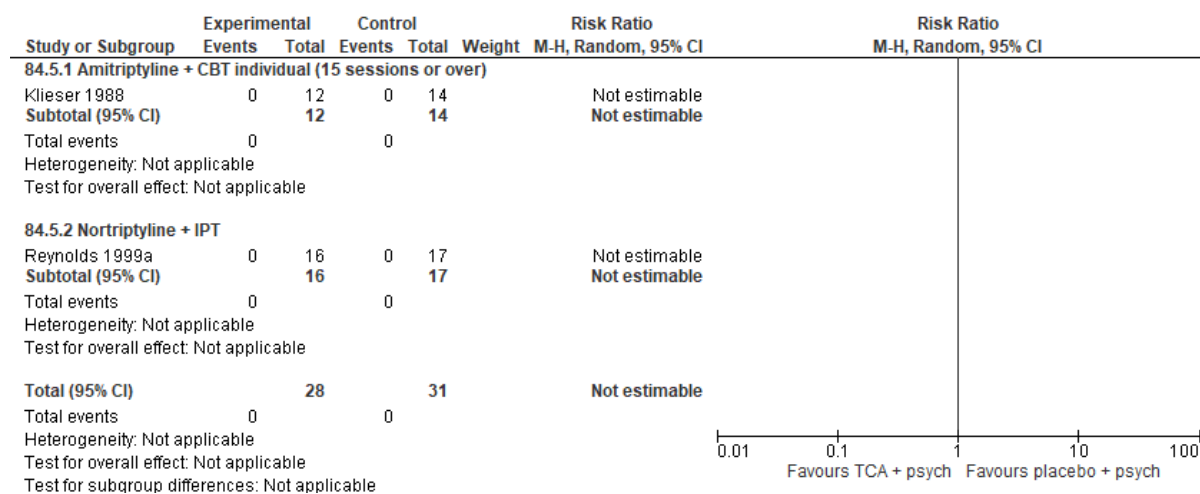 Experimental Control Risk Ratio Risk Ratio
Study or Subgroup Events Total Events Total Weight M-H, Random, 95% CI M-H, Random, 95% CI
84.5.1 Amitriptyline + CBT individual (15 sessions or over)
Klieser 1988 0 12 0 14 Not estimable
Subtotal (95% CI) 12 14 Not estimable
Total events 0 0
Heterogeneity: Not applicable
Test for overall effect: Not applicable
84.5.2 Nortriptyline + IPT
Reynolds 1999a 0 16 0 17 Not estimable
Subtotal (95% CI) 16 17 Not estimable
Total events 0 0
Heterogeneity: Not applicable
Test for overall effect: Not applicable
Total (95% CI) 28 31 Not estimable
Total events 0 0
Heterogeneity: Not applicable
Test for overall effect: Not applicable
Test for subgroup differences: Not applicable
0.01 0.1 1 10 100
Favours TCA + psych Favours placebo + psych